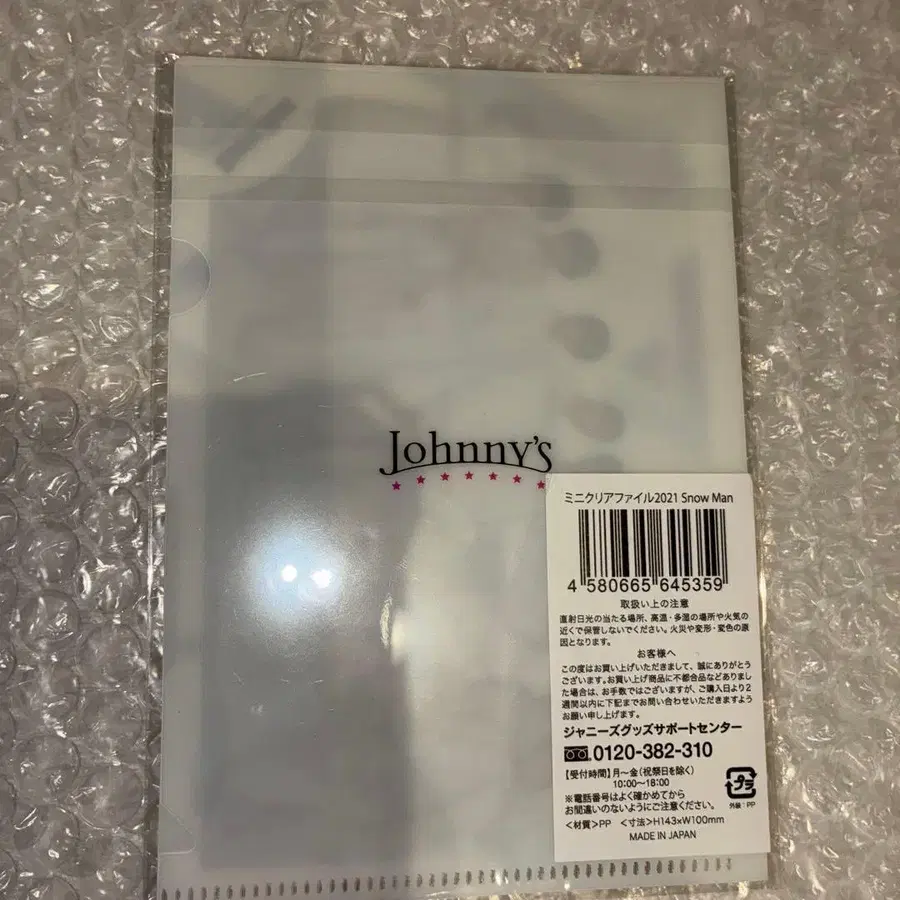 Johnny's
ミニクリアファイル2021 Snow Man
4 580665 645359
取扱い上の注意
直射日光の当たる場所、高温・多湿の場所や火気の
近くで保管しないでください。火災や変形・変色の原
因となります。
お客様へ
この度はお買い上げいただきまして、誠にありがとう
ございます。お買い上げ商品に不都合品などありまし
た場合は、お手数ではございますが、ご購入日より2
週間以内に下記までお問い合わせいただきますよう
お願い申し上げます。
ジャニーズグッズサポートセンター
0120-382-310
【受付時間】月〜金(祝祭日を除く)
10:00〜18:00
※電話番号はよく確かめてから
お間違いのないようにご注意ください。
プラ
外装:PP
<材質>PP <寸法>H143×W100mm
MADE IN JAPAN